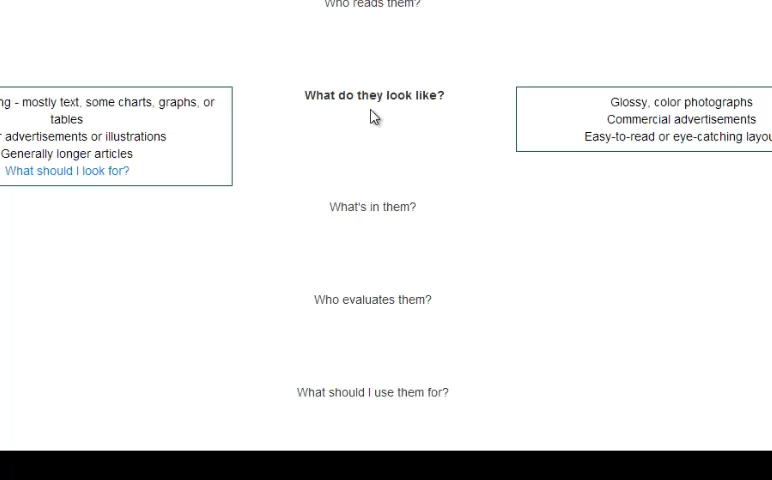 Who reads them?
What do they look like?
- mostly text, some charts, graphs, or
tables
advertisements or illustrations
Generally longer articles
What should I look for?
Glossy, color photographs
Commercial advertisements
Easy-to-read or eye-catching
What's in them?
Who evaluates them?
What should I use them for?